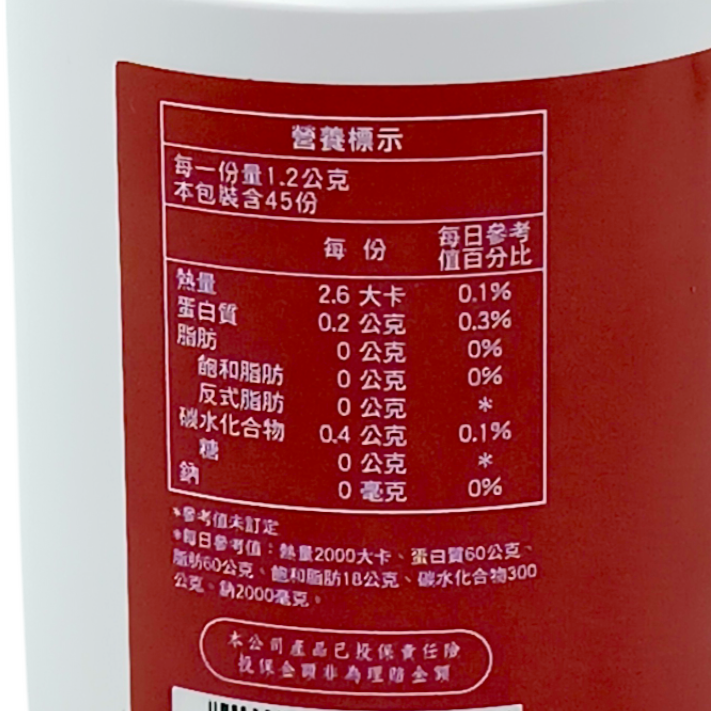 營養標示
每一份量1.2公克
本包裝含45份
每 份 每日參考
值百分比
熱量 2.6 大卡 0.1%
蛋白質 0.2 公克 0.3%
脂肪 0 公克 0%
飽和脂肪 0 公克 0%
反式脂肪 0 公克 *
碳水化合物 0.4 公克 0.1%
糖 0 公克 *
鈉 0 毫克 0%
*參考值未訂定
*每日參考值：熱量2000大卡、蛋白質60公克、
脂肪60公克、飽和脂肪18公克、碳水化合物300
公克、鈉2000毫克。
本公司產品已投保責任險
投保金額非為理賠金額